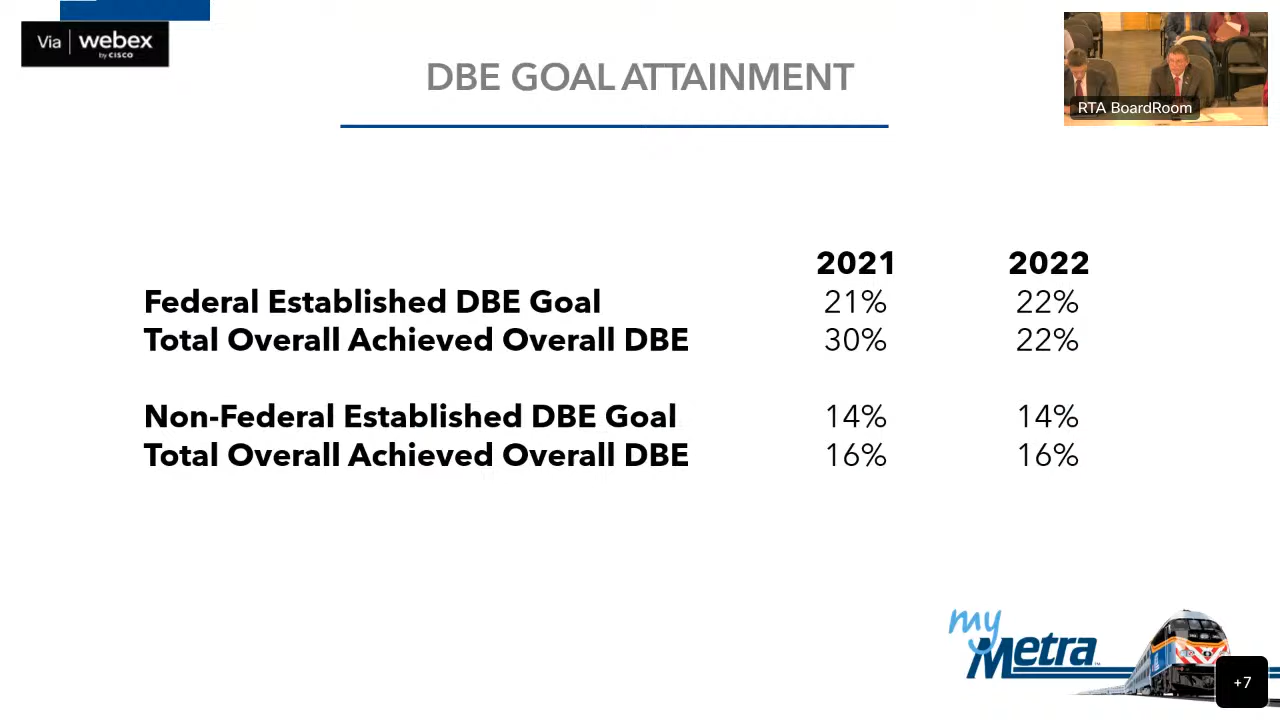 Via webex
by CISCO
DBE GOAL ATTAINMENT
RTA BoardRoom
2021 2022
Federal Established DBE Goal 21% 22%
Total Overall Achieved Overall DBE 30% 22%
Non-Federal Established DBE Goal 14% 14%
Total Overall Achieved Overall DBE 16% 16%
my
Metra
+7